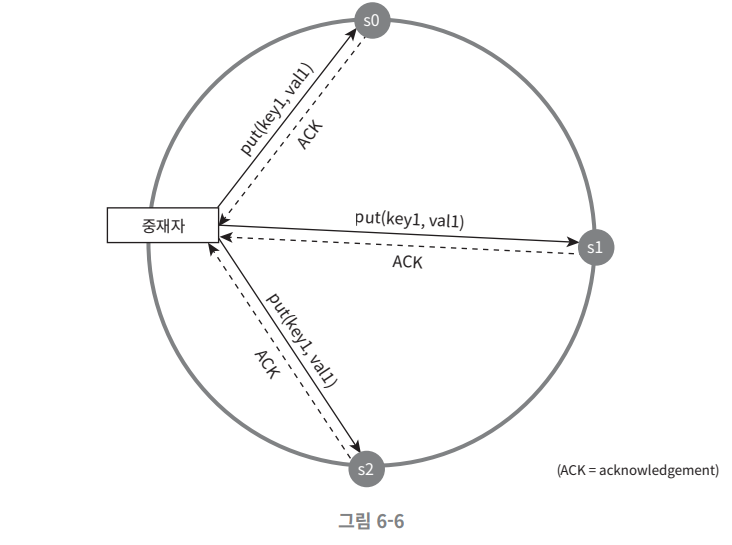 s0
put(key1, val1)
ACK
중재자
put(key1, val1)
s1
ACK
put(key1, val1)
ACK
s2
(ACK = acknowledgement)
그림 6-6